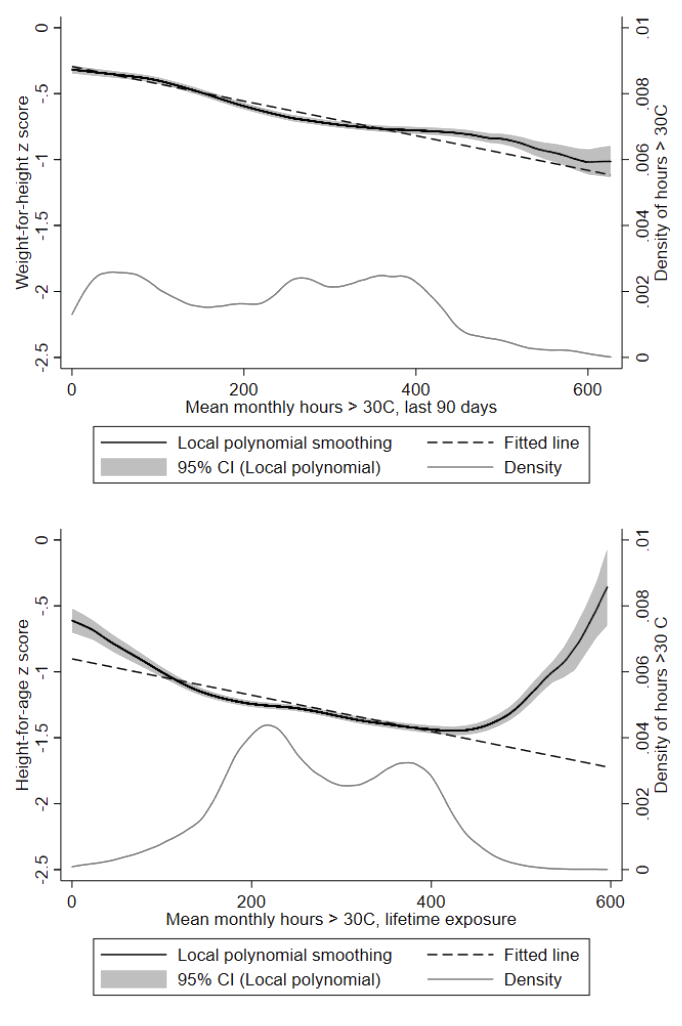 Weight-for-height z score
0
-.5
-1
-1.5
-2
-2.5
.01
.008
.006
.004
.002
0
Density of hours > 30C
0 200 400 600
Mean monthly hours > 30C, last 90 days
Local polynomial smoothing Fitted line
95% CI (Local polynomial) Density
Height-for-age z score
0
-.5
-1
-1.5
-2
-2.5
.01
.008
.006
.004
.002
0
Density of hours >30 C
0 200 400 600
Mean monthly hours > 30C, lifetime exposure
Local polynomial smoothing Fitted line
95% CI (Local polynomial) Density